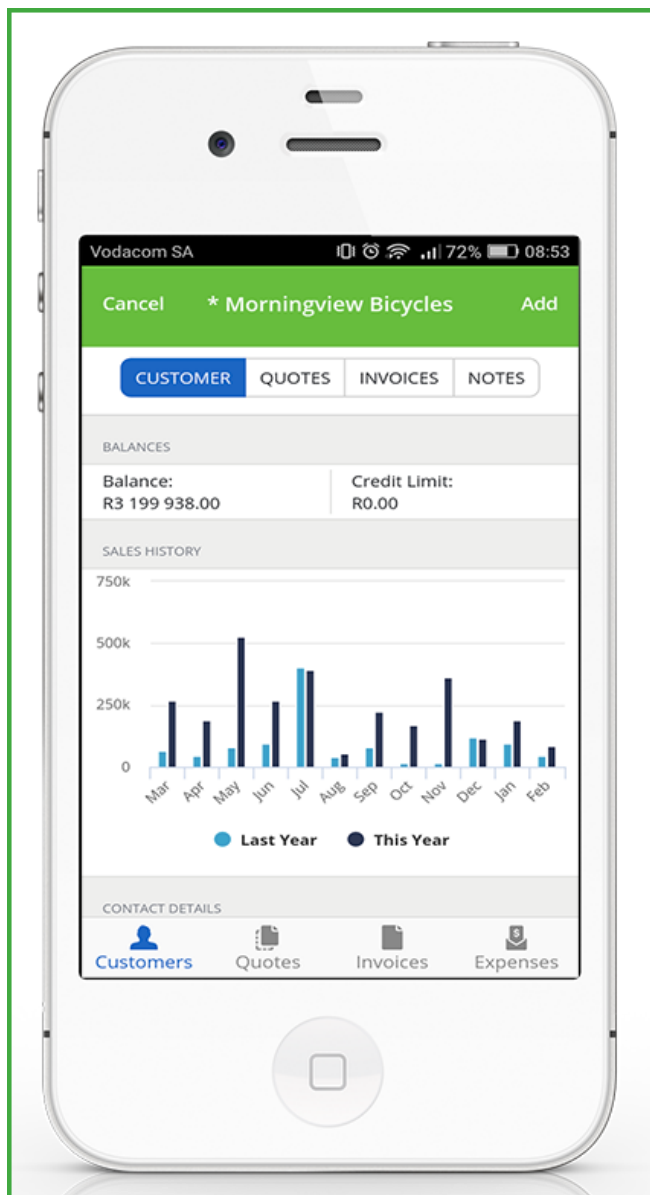 Vodacom SA 72% 08:53
Cancel * Morningview Bicycles Add
CUSTOMER QUOTES INVOICES NOTES
BALANCES
Balance: Credit Limit:
R3 199 938.00 R0.00
SALES HISTORY
750k
500k
250k
0
Mar Apr May Jun Jul Aug Sep Oct Nov Dec Jan Feb
Last Year This Year
CONTACT DETAILS
$
Customers Quotes Invoices Expenses